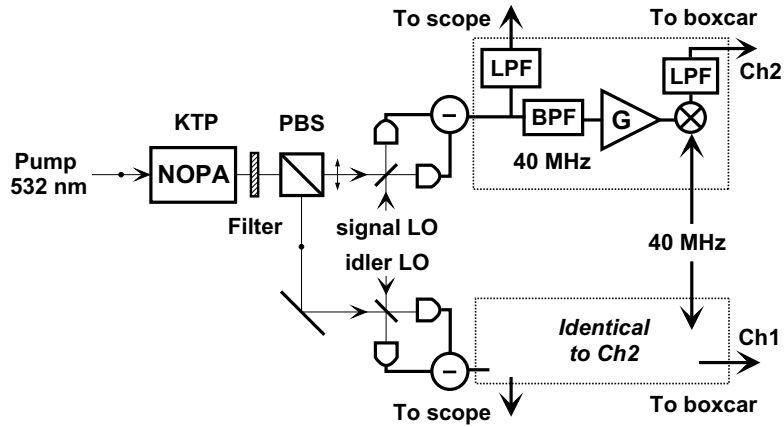 To scope
To boxcar
LPF
LPF
Ch2
KTP
PBS
−
BPF
G
Pump
532 nm
NOPA
40 MHz
Filter
signal LO
40 MHz
idler LO
Identical
to Ch2
Ch1
−
To scope
To boxcar